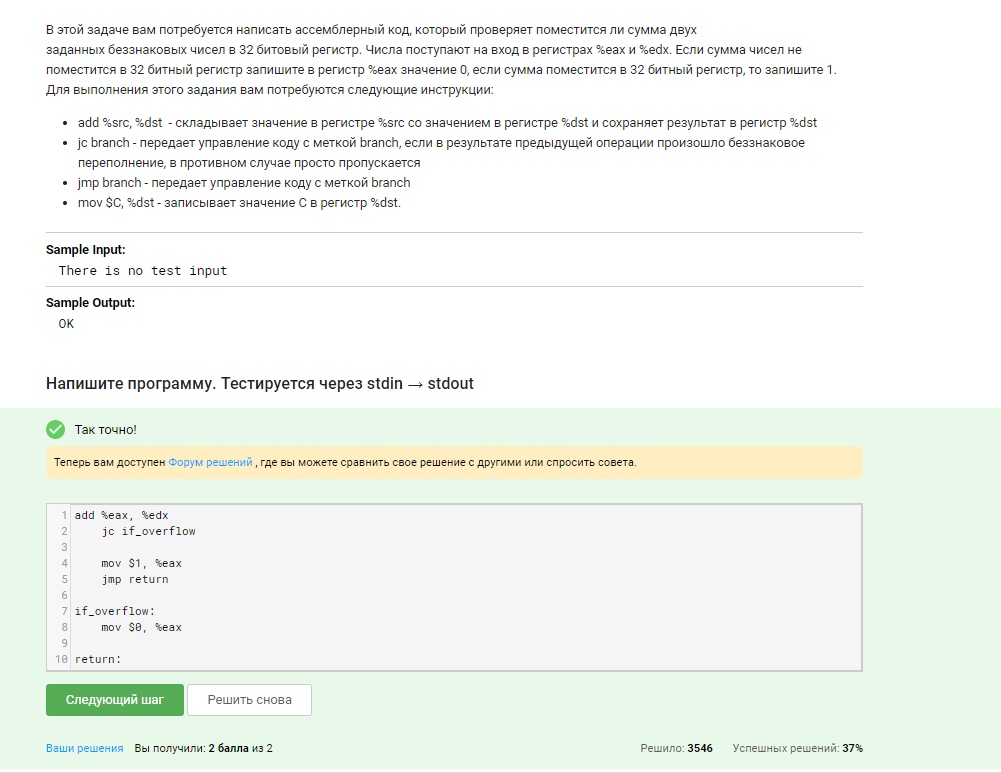 В этой задаче вам потребуется написать ассемблерный код, который проверяет поместится ли сумма двух
заданных беззнаковых чисел в 32 битовый регистр. Числа поступают на вход в регистрах %eax и %edx. Если сумма чисел не
поместится в 32 битный регистр запишите в регистр %eax значение 0, если сумма поместится в 32 битный регистр, то запишите 1.
Для выполнения этого задания вам потребуются следующие инструкции:
• add %src, %dst - складывает значение в регистре %src со значением в регистре %dst и сохраняет результат в регистр %dst
• jc branch - передает управление коду с меткой branch, если в результате предыдущей операции произошло беззнаковое
переполнение, в противном случае просто пропускается
• jmp branch - передает управление коду с меткой branch
• mov $C, %dst - записывает значение C в регистр %dst.
Sample Input:
There is no test input
Sample Output:
OK
Напишите программу. Тестируется через stdin → stdout
Так точно!
Теперь вам доступен Форум решений , где вы можете сравнить свое решение с другими или спросить совета.
1 add %eax, %edx
2 jc if_overflow
3
4 mov $1, %eax
5 jmp return
6
7 if_overflow:
8 mov $0, %eax
9
10 return:
Следующий шаг Решить снова
Ваши решения Вы получили: 2 балла из 2 Решило: 3546 Успешных решений: 37%